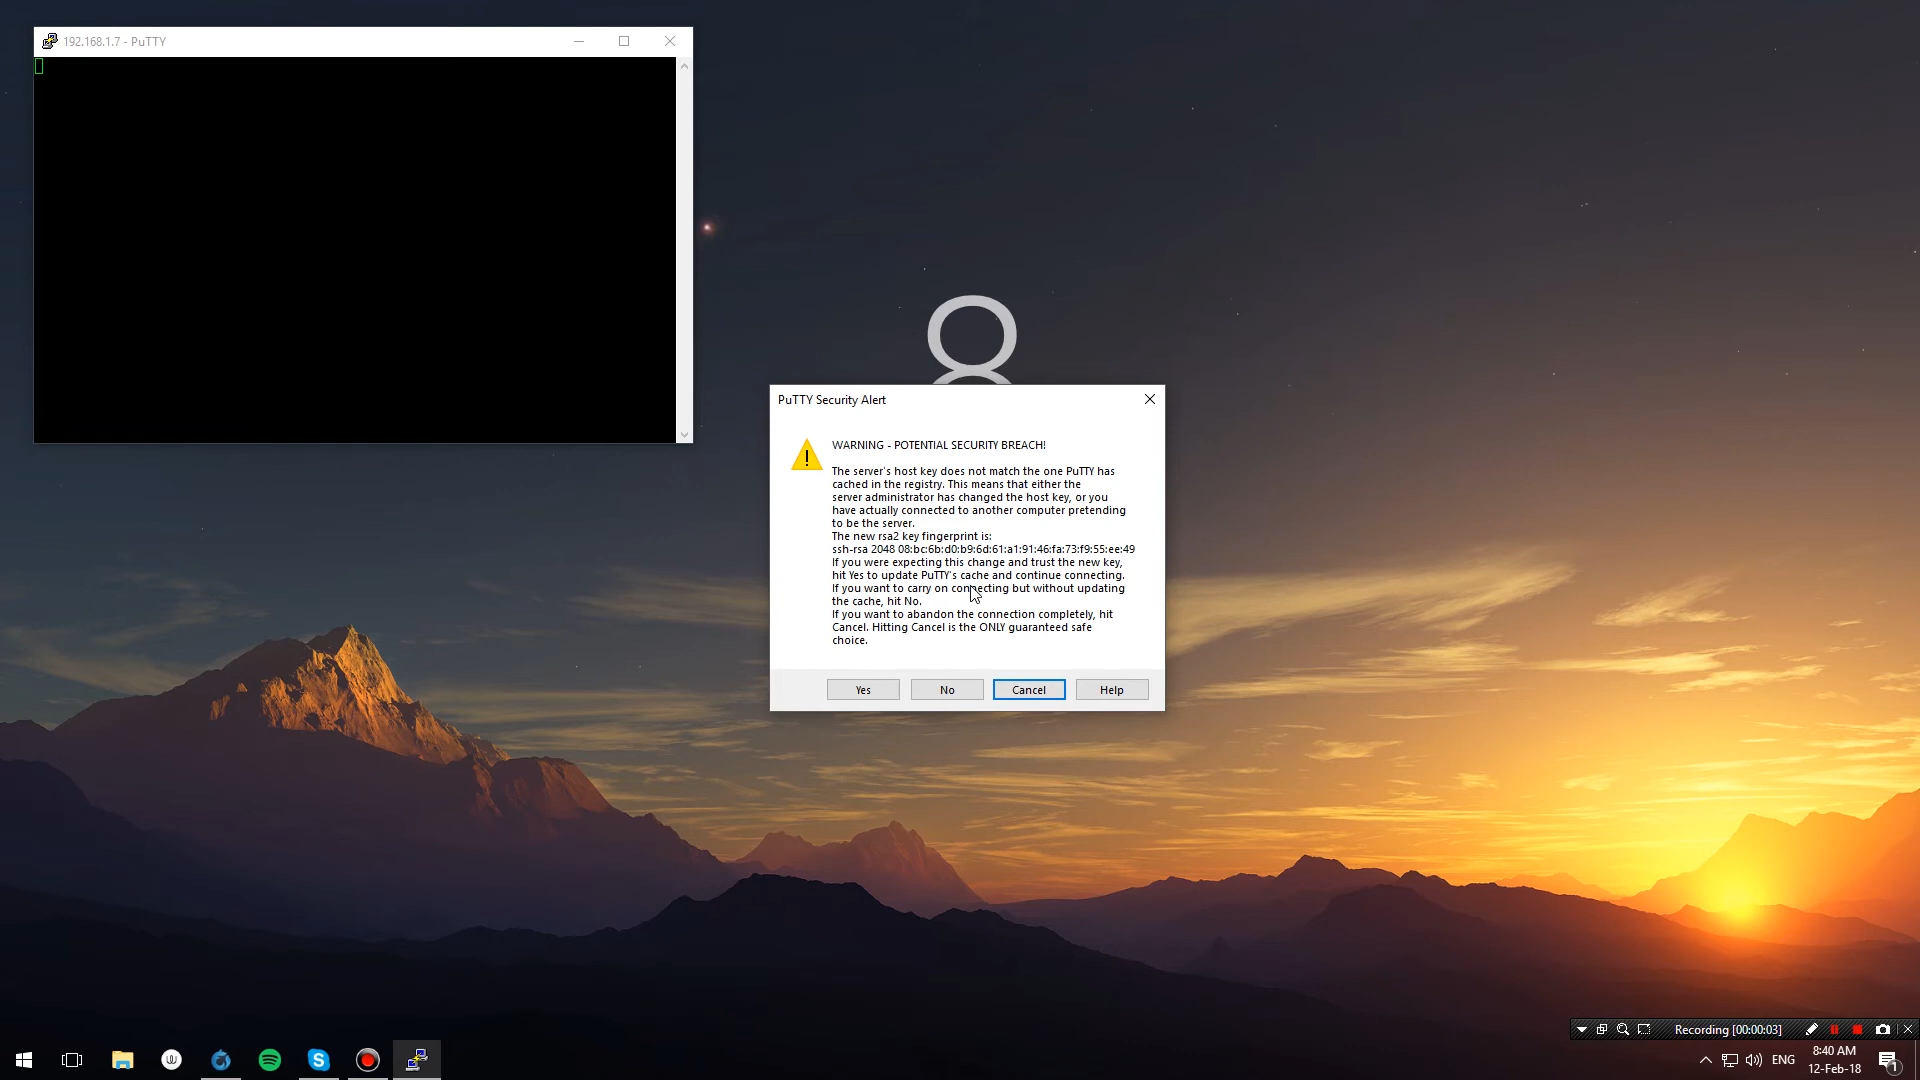 192.168.1.7 - PuTTY
8
PuTTY Security Alert
WARNING - POTENTIAL SECURITY BREACH!
The server's host key does not match the one PuTTY has
cached in the registry. This means that either the
server administrator has changed the host key, or you
have actually connected to another computer pretending
to be the server.
The new rsa2 key fingerprint is:
ssh-rsa 2048 08:bc:6b:d0:b9:6d:61:a1:91:46:fa:73:f9:55:ee:49
If you were expecting this change and trust the new key,
hit Yes to update PuTTY's cache and continue connecting.
If you want to carry on connecting but without updating
the cache, hit No.
If you want to abandon the connection completely, hit
Cancel. Hitting Cancel is the ONLY guaranteed safe
choice.
Yes No Cancel Help
Recording [00:00:03]
ENG
8:40 AM
12-Feb-18
1